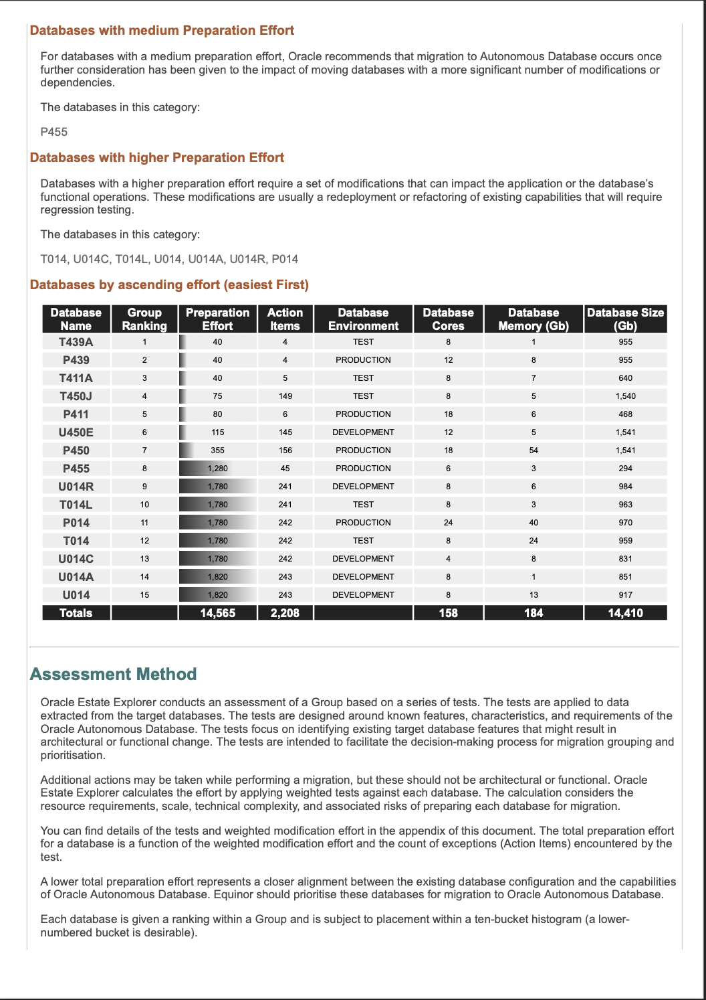 Databases with medium Preparation Effort
For databases with a medium preparation effort, Oracle recommends that migration to Autonomous Database occurs once
further consideration has been given to the impact of moving databases with a more significant number of modifications or
dependencies.
The databases in this category:
P455
Databases with higher Preparation Effort
Databases with a higher preparation effort require a set of modifications that can impact the application or the database's
functional operations. These modifications are usually a redeployment or refactoring of existing capabilities that will require
regression testing.
The databases in this category:
T014, U014C, T014L, U014, U014A, U014R, P014
Databases by ascending effort (easiest First)
Database Name Group Ranking Preparation Effort Action Items Database Environment Database Cores Database Memory (Gb) Database Size (Gb)
T439A 1 40 4 TEST 8 1 955
P439 2 40 4 PRODUCTION 12 8 955
T411A 3 40 5 TEST 8 7 640
T450J 4 75 149 TEST 8 5 1,540
P411 5 80 6 PRODUCTION 18 6 468
U450E 6 115 145 DEVELOPMENT 12 5 1,541
P450 7 355 156 PRODUCTION 18 54 1,541
P455 8 1,280 45 PRODUCTION 6 3 294
U014R 9 1,780 241 DEVELOPMENT 8 6 984
T014L 10 1,780 241 TEST 8 3 963
P014 11 1,780 242 PRODUCTION 24 40 970
T014 12 1,780 242 TEST 8 24 959
U014C 13 1,780 242 DEVELOPMENT 4 8 831
U014A 14 1,820 243 DEVELOPMENT 8 1 851
U014 15 1,820 243 DEVELOPMENT 8 13 917
Totals 14,565 2,208 158 184 14,410
Assessment Method
Oracle Estate Explorer conducts an assessment of a Group based on a series of tests. The tests are applied to data
extracted from the target databases. The tests are designed around known features, characteristics, and requirements of the
Oracle Autonomous Database. The tests focus on identifying existing target database features that might result in
architectural or functional change. The tests are intended to facilitate the decision-making process for migration grouping and
prioritisation.
Additional actions may be taken while performing a migration, but these should not be architectural or functional. Oracle
Estate Explorer calculates the effort by applying weighted tests against each database. The calculation considers the
resource requirements, scale, technical complexity, and associated risks of preparing each database for migration.
You can find details of the tests and weighted modification effort in the appendix of this document. The total preparation effort
for a database is a function of the weighted modification effort and the count of exceptions (Action Items) encountered by the
test.
A lower total preparation effort represents a closer alignment between the existing database configuration and the capabilities
of Oracle Autonomous Database. Equinor should prioritise these databases for migration to Oracle Autonomous Database.
Each database is given a ranking within a Group and is subject to placement within a ten-bucket histogram (a lower-
numbered bucket is desirable).